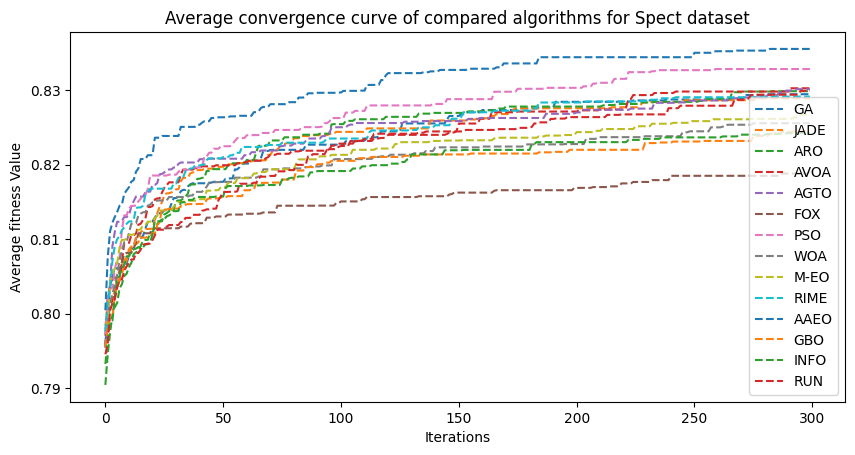 Average convergence curve of compared algorithms for Spect dataset
Average fitness Value
0.83
0.82
0.81
0.80
0.79
0
50
100
150
200
250
300
Iterations
GA
JADE
ARO
AVOA
AGTO
FOX
PSO
WOA
M-EO
RIME
AAEO
GBO
INFO
RUN